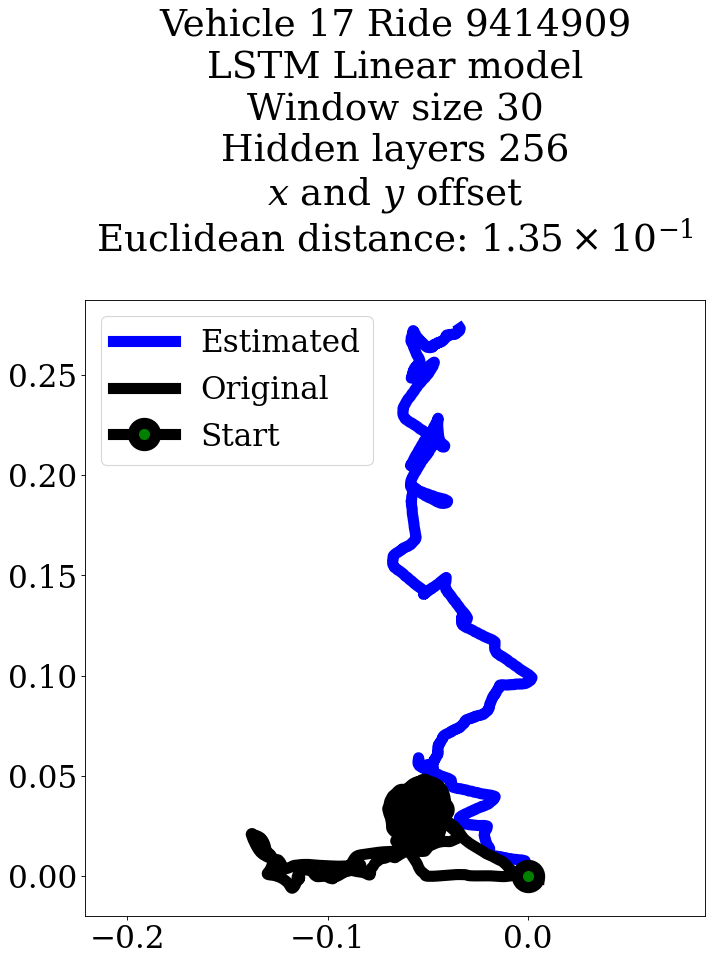 Vehicle 17 Ride 9414909
LSTM Linear model
Window size 30
Hidden layers 256
x and y offset
Euclidean distance: 1.35 × 10⁻¹
Estimated
Original
Start
0.25
0.20
0.15
0.10
0.05
0.00
−0.2
−0.1
0.0